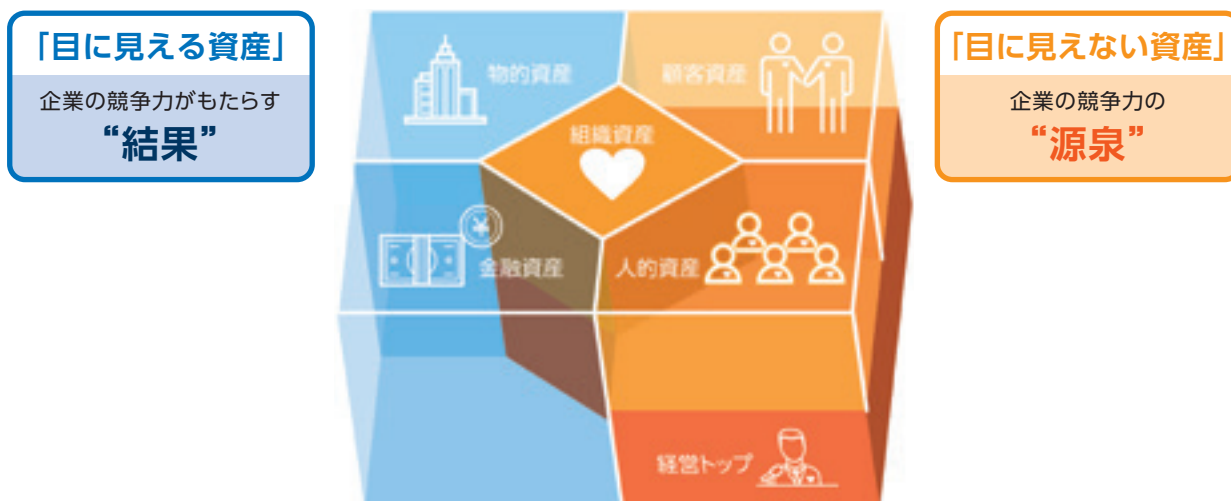 「目に見える資産」
企業の競争力がもたらす
“結果”
物的資産
顧客資産
組織資産
金融資産
¥
人的資産
経営トップ
「目に見えない資産」
企業の競争力の
“源泉”